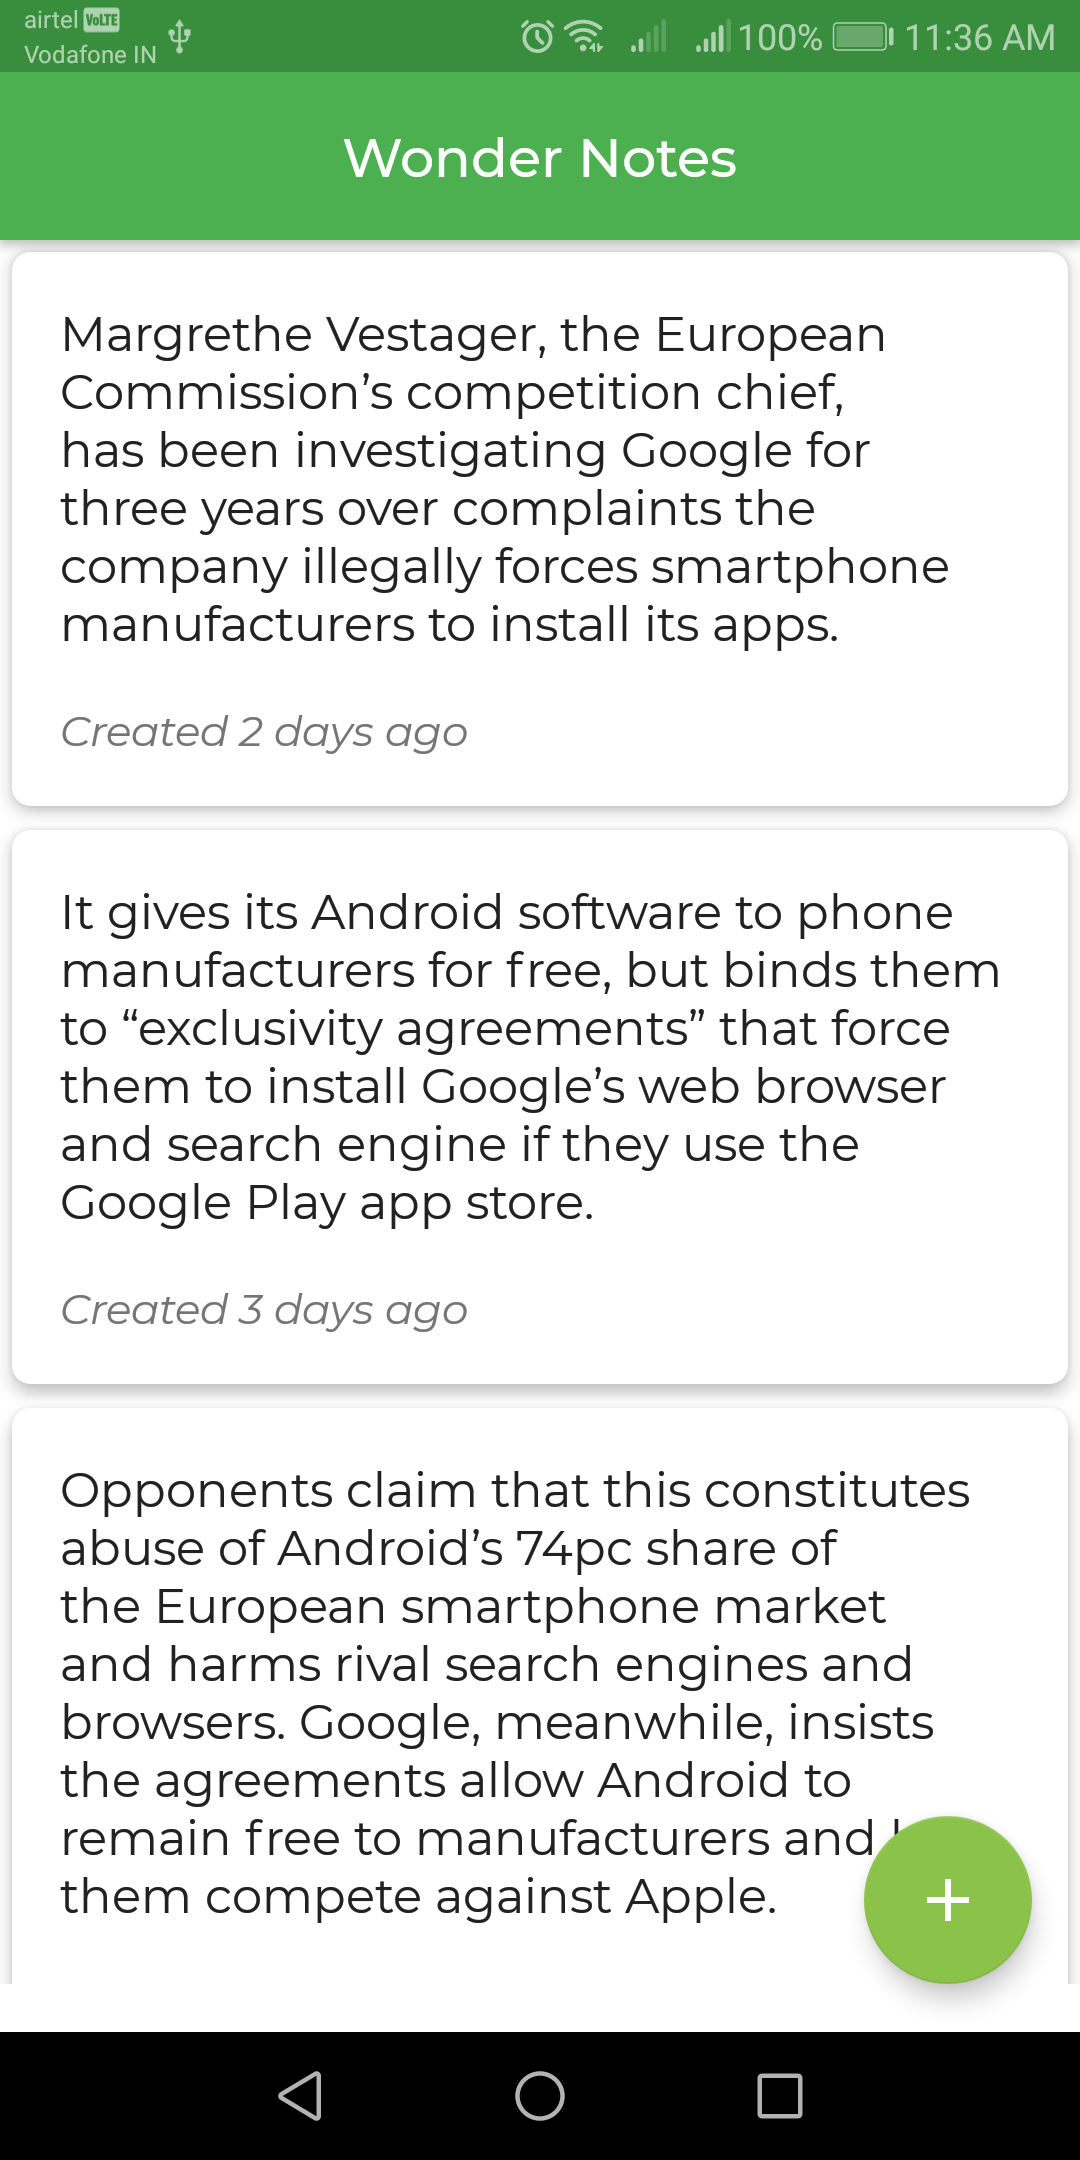 airtel VoLTE
Vodafone IN
100% 11:36 AM
Wonder Notes
Margrethe Vestager, the European
Commission’s competition chief,
has been investigating Google for
three years over complaints the
company illegally forces smartphone
manufacturers to install its apps.
Created 2 days ago
It gives its Android software to phone
manufacturers for free, but binds them
to “exclusivity agreements” that force
them to install Google’s web browser
and search engine if they use the
Google Play app store.
Created 3 days ago
Opponents claim that this constitutes
abuse of Android’s 74pc share of
the European smartphone market
and harms rival search engines and
browsers. Google, meanwhile, insists
the agreements allow Android to
remain free to manufacturers and
them compete against Apple.